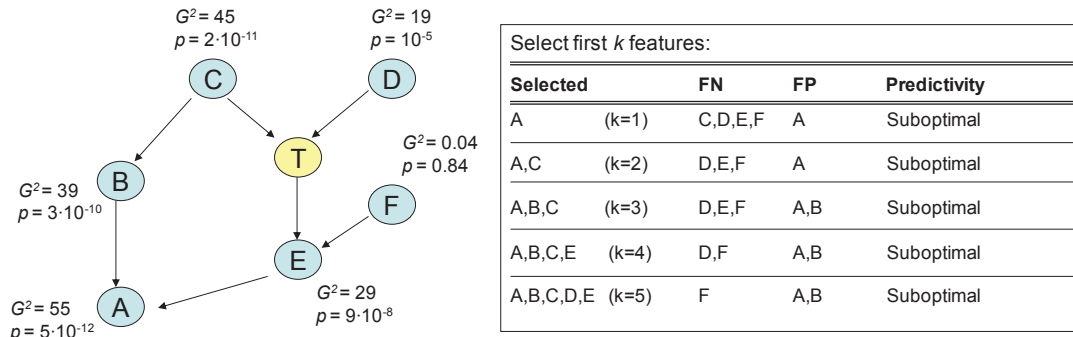 G² = 45
p = 2·10⁻¹¹
C
G² = 19
p = 10⁻⁵
D
T
G² = 0.04
p = 0.84
B
G² = 39
p = 3·10⁻¹⁰
F
E
G² = 29
p = 9·10⁻⁸
A
G² = 55
p = 5·10⁻¹²
Select first k features:
Selected FN FP Predictivity
A (k=1) C,D,E,F A Suboptimal
A,C (k=2) D,E,F A Suboptimal
A,B,C (k=3) D,E,F A,B Suboptimal
A,B,C,E (k=4) D,F A,B Suboptimal
A,B,C,D,E (k=5) F A,B Suboptimal